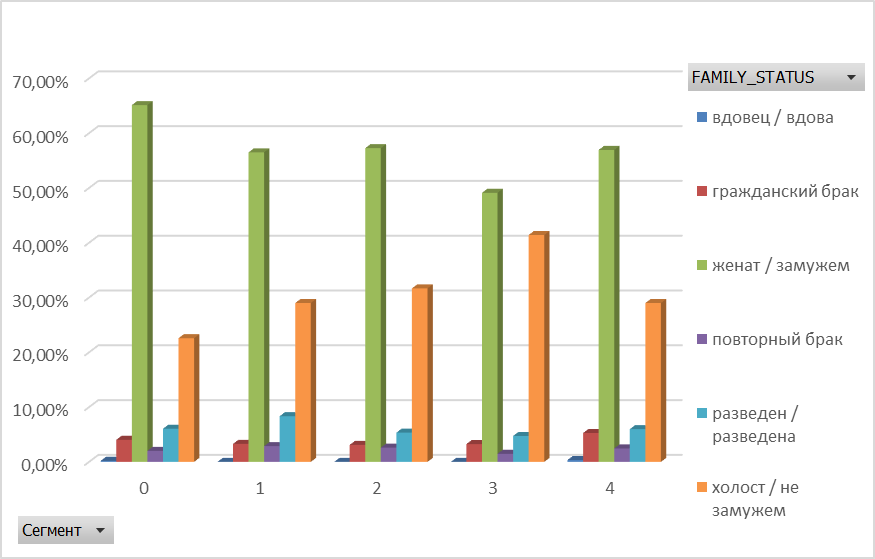 70,00%
60,00%
50,00%
40,00%
30,00%
20,00%
10,00%
0,00%
0
1
2
3
4
Сегмент
FAMILY_STATUS
вдовец / вдова
гражданский брак
женат / замужем
повторный брак
разведен /
разведена
холост / не
замужем